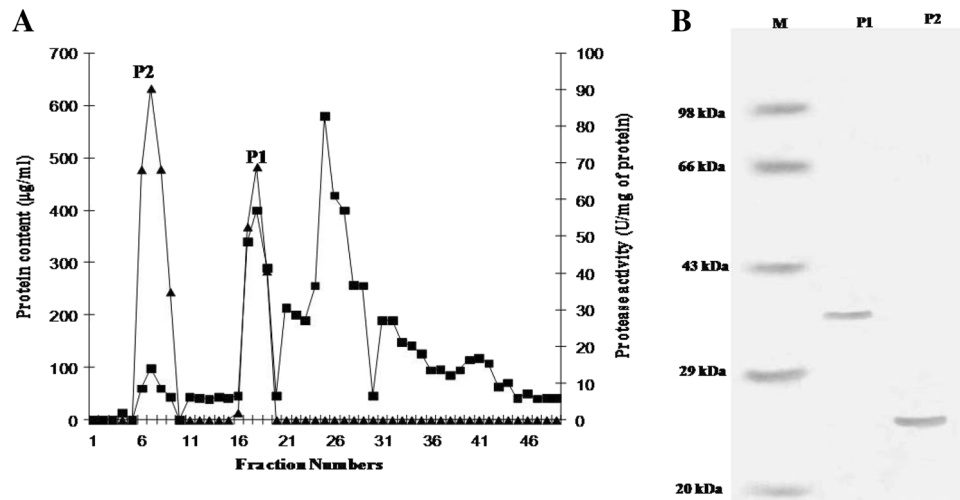 A
700
600
500
400
300
200
100
0
Protein content (µg/ml)
P2
P1
100
90
80
70
60
50
40
30
20
10
0
Protease activity (U/mg of protein)
1 6 11 16 21 26 31 36 41 46
Fraction Numbers
B
M P1 P2
98 kDa
66 kDa
43 kDa
29 kDa
20 kDa